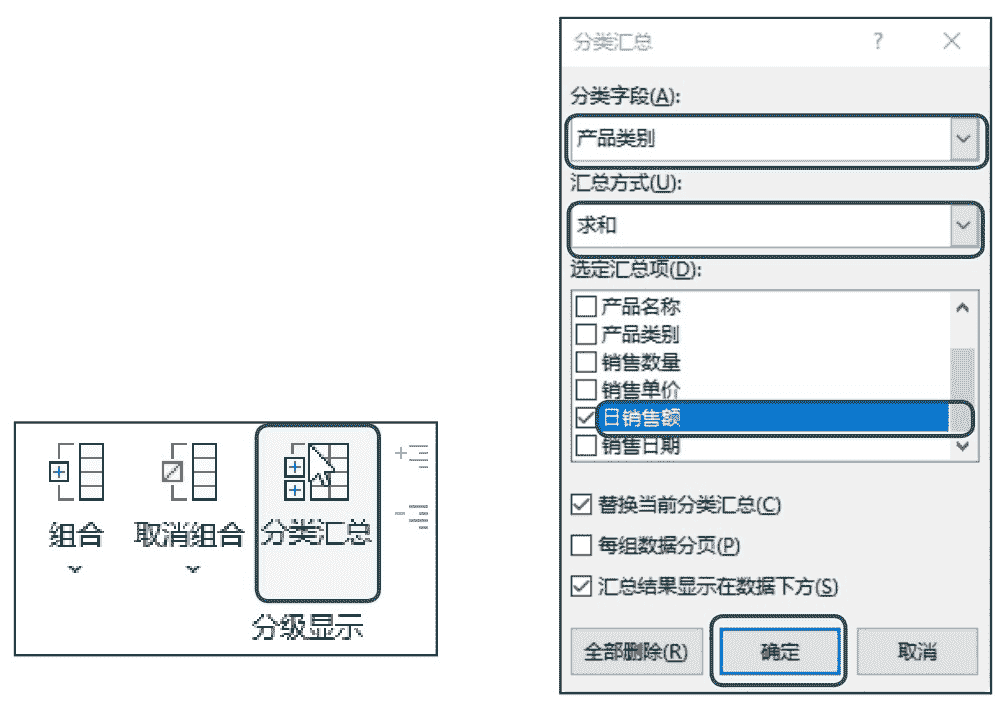 组合
取消组合
分类汇总
分级显示
分类汇总 ?
分类字段(A):
产品类别
汇总方式(U):
求和
选定汇总项(D):
产品名称
产品类别
销售数量
销售单价
日销售额
销售日期
替换当前分类汇总(C)
每组数据分页(P)
汇总结果显示在数据下方(S)
全部删除(R) 确定 取消